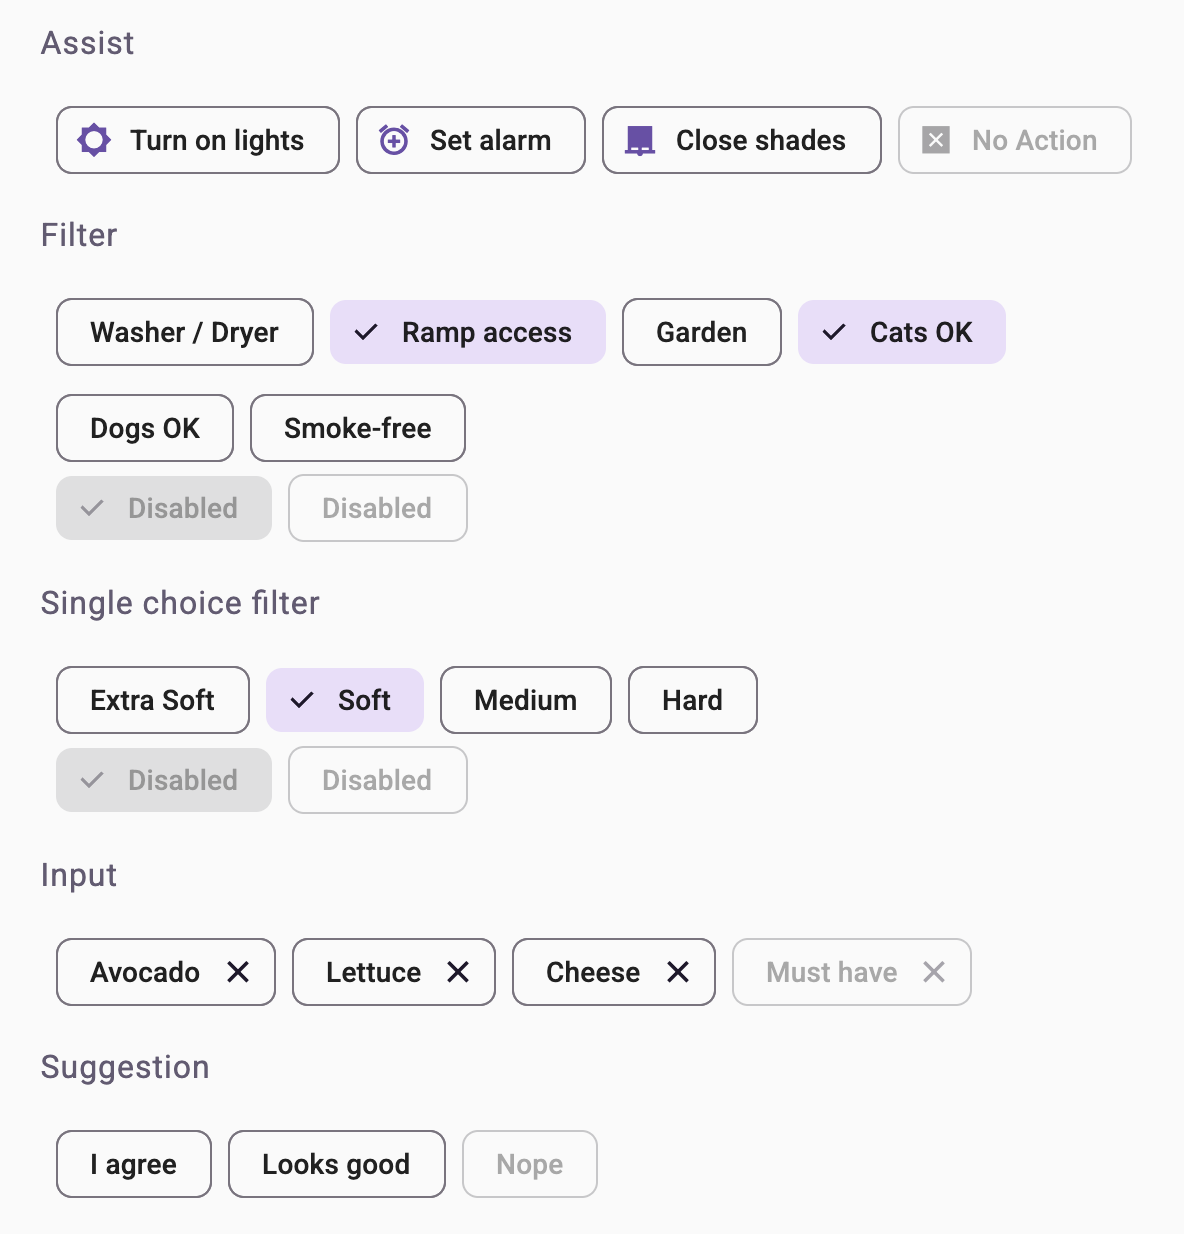 Assist
Turn on lights Set alarm Close shades No Action
Filter
Washer / Dryer Ramp access Garden Cats OK
Dogs OK Smoke-free
Disabled Disabled
Single choice filter
Extra Soft Soft Medium Hard
Disabled Disabled
Input
Avocado Lettuce Cheese Must have
Suggestion
I agree Looks good Nope